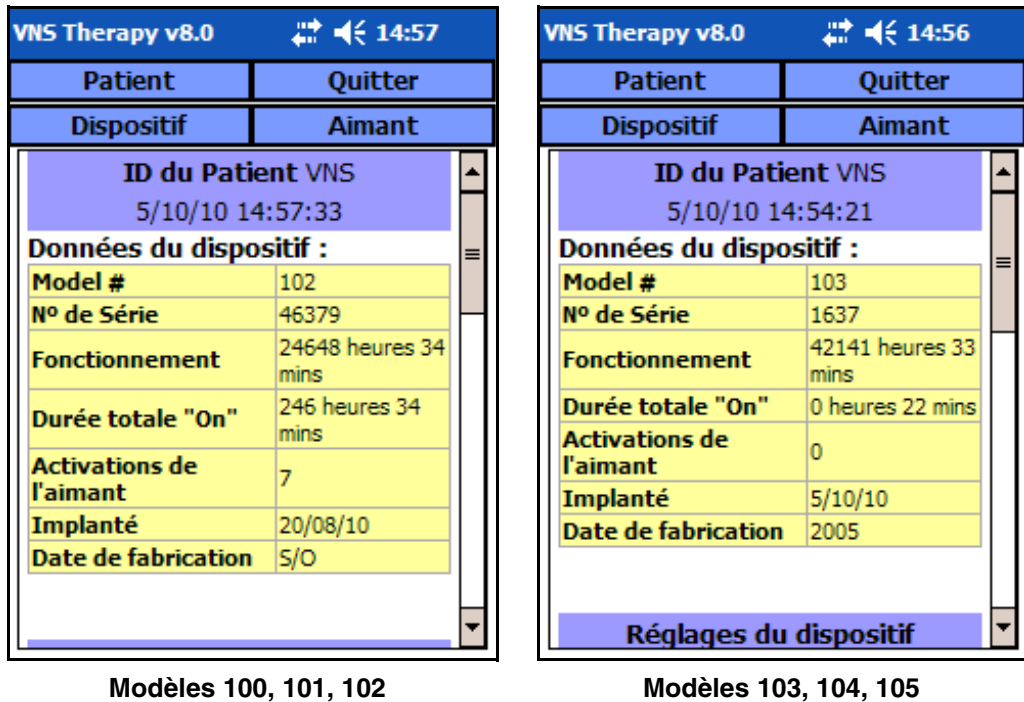 VNS Therapy v8.0 14:57
Patient Quitter
Dispositif Aimant
ID du Patient VNS
5/10/10 14:57:33
Données du dispositif :
Model # 102
Nº de Série 46379
Fonctionnement 24648 heures 34
mins
Durée totale "On" 246 heures 34
mins
Activations de
l'aimant 7
Implanté 20/08/10
Date de fabrication S/O
Modèles 100, 101, 102
VNS Therapy v8.0 14:56
Patient Quitter
Dispositif Aimant
ID du Patient VNS
5/10/10 14:54:21
Données du dispositif :
Model # 103
Nº de Série 1637
Fonctionnement 42141 heures 33
mins
Durée totale "On" 0 heures 22 mins
Activations de
l'aimant 0
Implanté 5/10/10
Date de fabrication 2005
Réglages du dispositif
Modèles 103, 104, 105